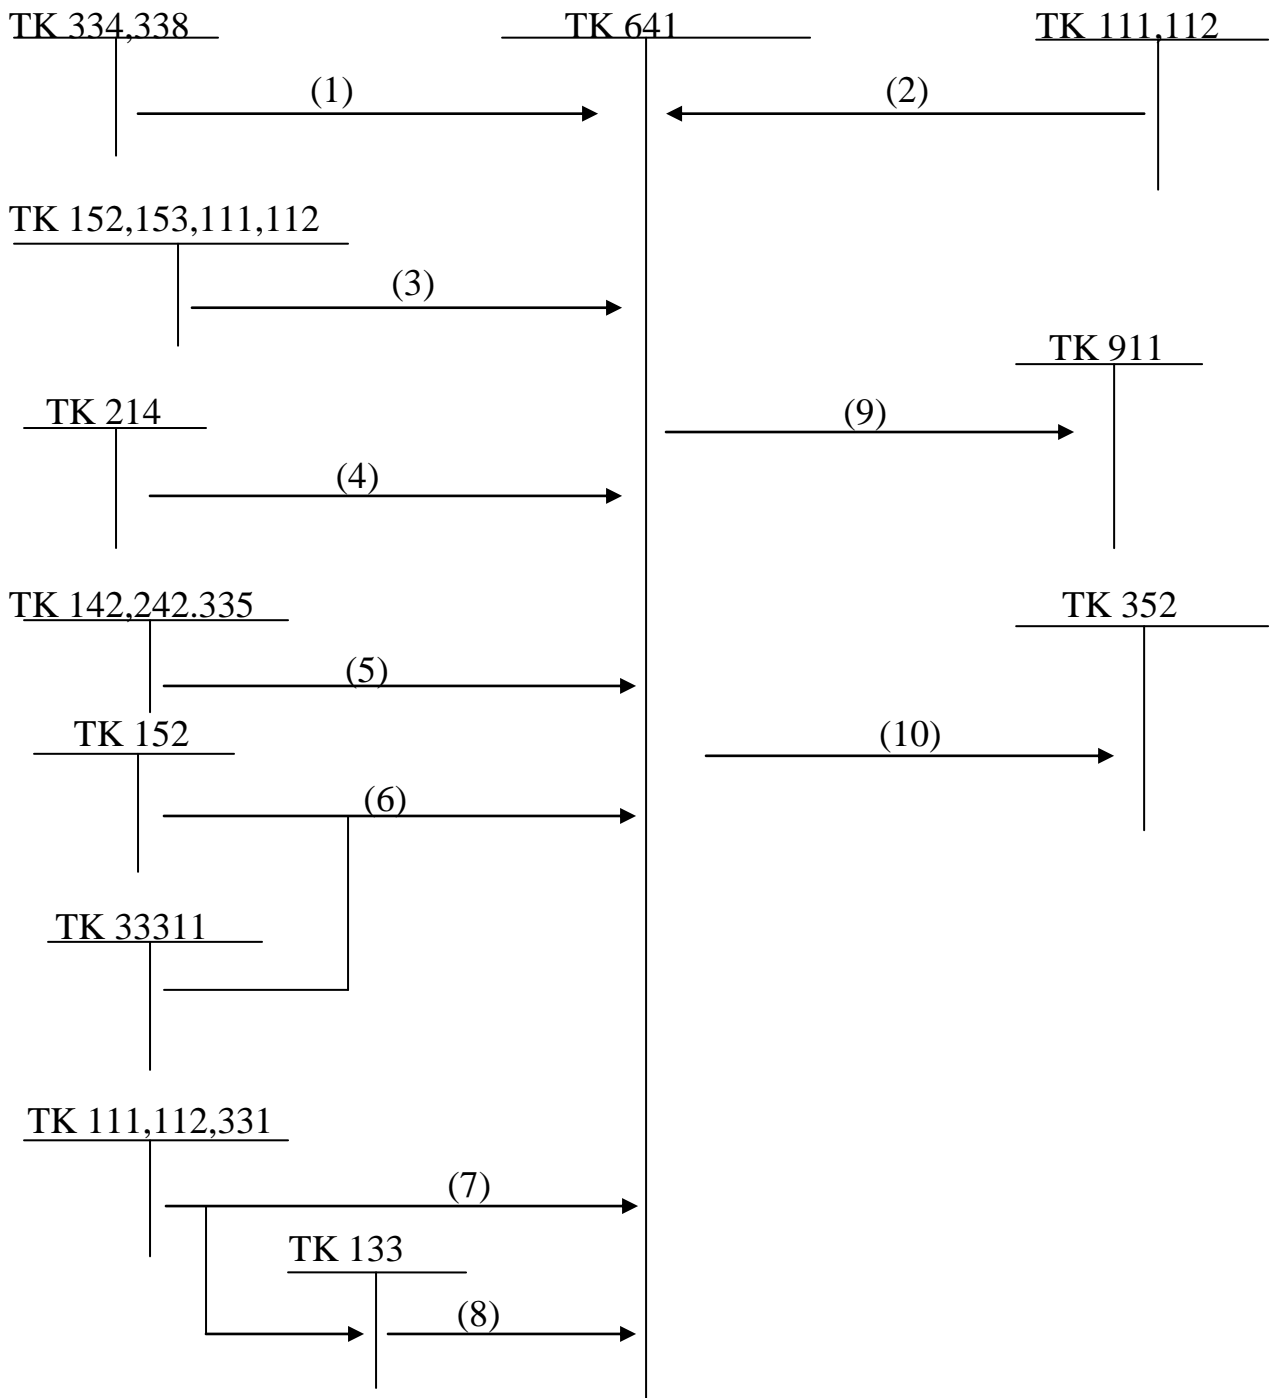 TK 334,338
TK 641
TK 111,112
(1)
(2)
TK 152,153,111,112
(3)
TK 911
TK 214
(9)
(4)
TK 142,242.335
TK 352
(5)
TK 152
(10)
(6)
TK 33311
TK 111,112,331
(7)
TK 133
(8)